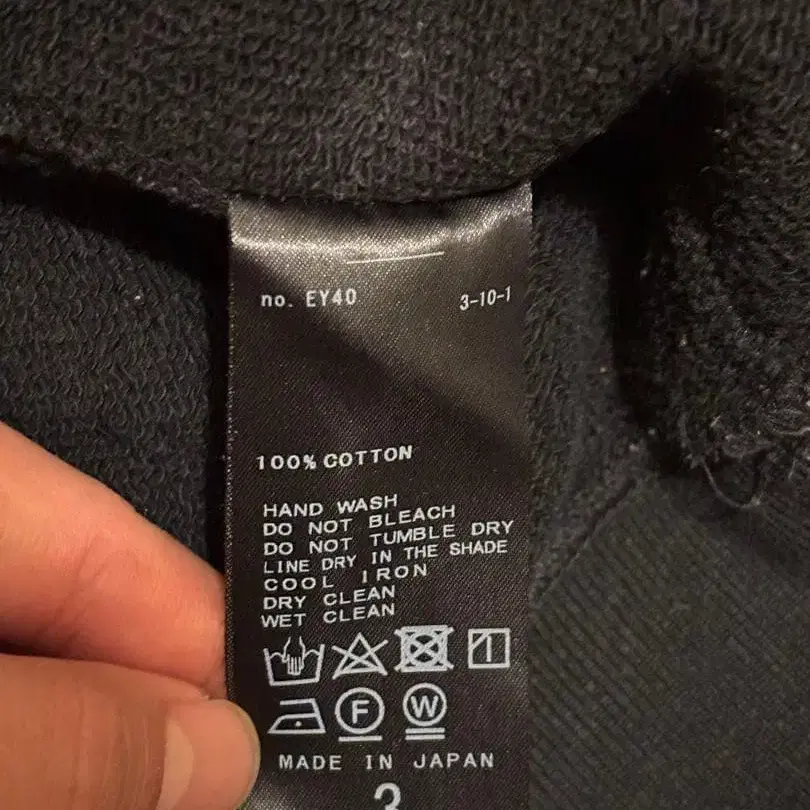 no. EY40 3-10-1
100% COTTON
HAND WASH
DO NOT BLEACH
DO NOT TUMBLE DRY
LINE DRY IN THE SHADE
COOL IRON
DRY CLEAN
WET CLEAN
F W
MADE IN JAPAN
3